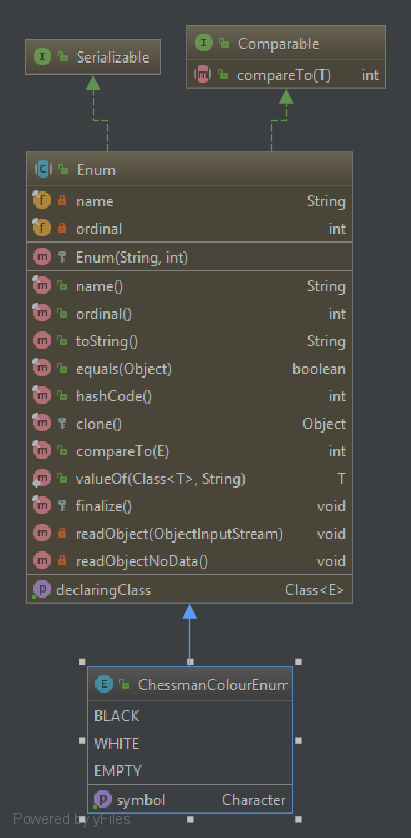 Serializable
Comparable
compareTo(T) int
Enum
name String
ordinal int
Enum(String, int)
name() String
ordinal() int
toString() String
equals(Object) boolean
hashCode() int
clone() Object
compareTo(E) int
valueOf(Class<T>, String) T
finalize() void
readObject(ObjectInputStream) void
readObjectNoData() void
declaringClass Class<E>
ChessmanColourEnum
BLACK
WHITE
EMPTY
symbol Character
Powered by yFiles